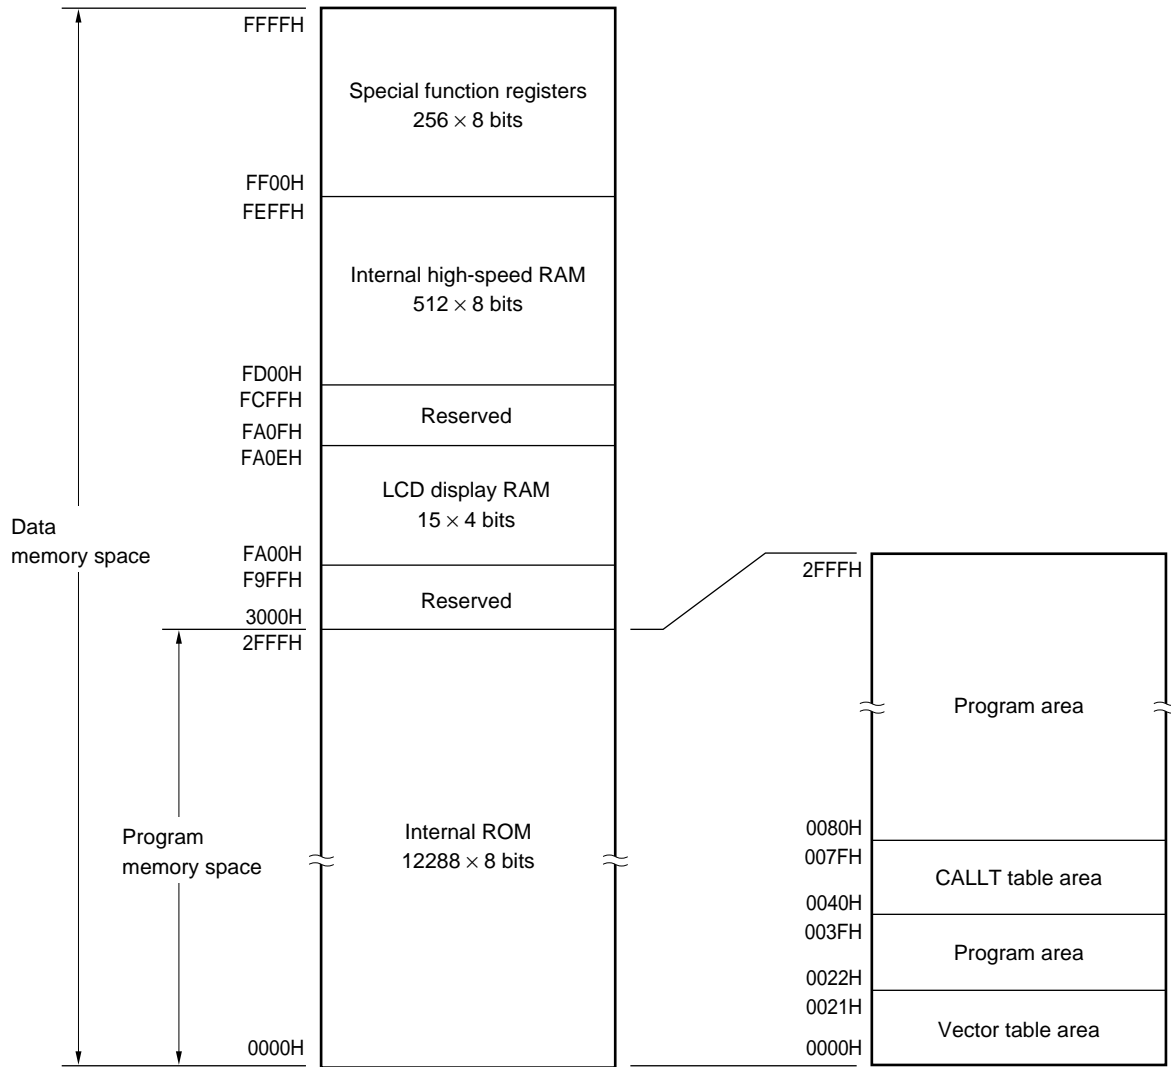 FFFFH
Special function registers
256 × 8 bits
FF00H
FEFFH
Internal high-speed RAM
512 × 8 bits
FD00H
FCFFH
Reserved
FA0FH
FA0EH
LCD display RAM
15 × 4 bits
Data
memory space
FA00H
F9FFH
Reserved
3000H
2FFFH
Program
memory space
Internal ROM
12288 × 8 bits
0000H
2FFFH
Program area
0080H
007FH
CALLT table area
0040H
003FH
Program area
0022H
0021H
Vector table area
0000H